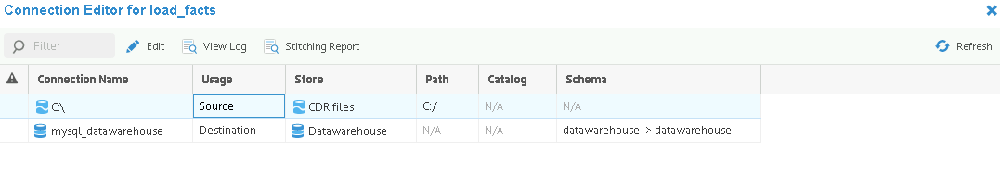 Connection Editor for load_facts
Filter Edit View Log Stitching Report Refresh
Connection Name Usage Store Path Catalog Schema
C:\ Source CDR files C:/ N/A N/A
mysql_datawarehouse Destination Datawarehouse N/A N/A datawarehouse-> datawarehouse